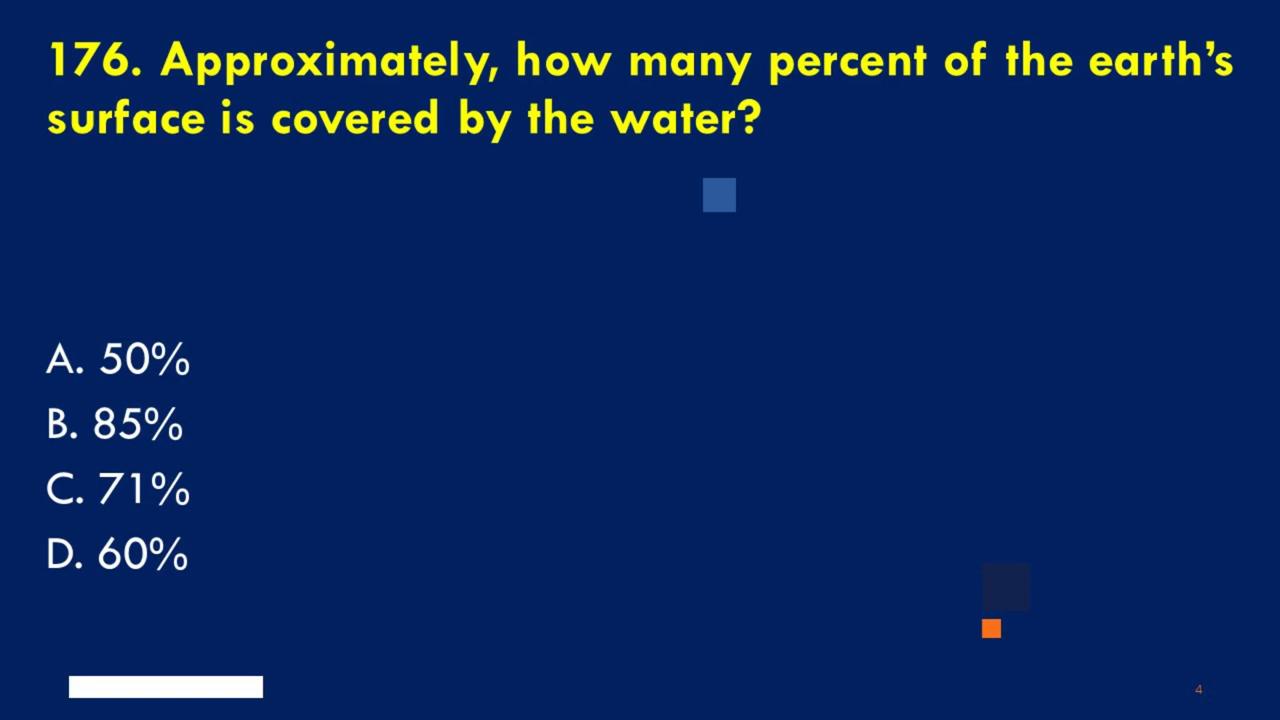 176. Approximately, how many percent of the earth’s
surface is covered by the water?
A. 50%
B. 85%
C. 71%
D. 60%
4